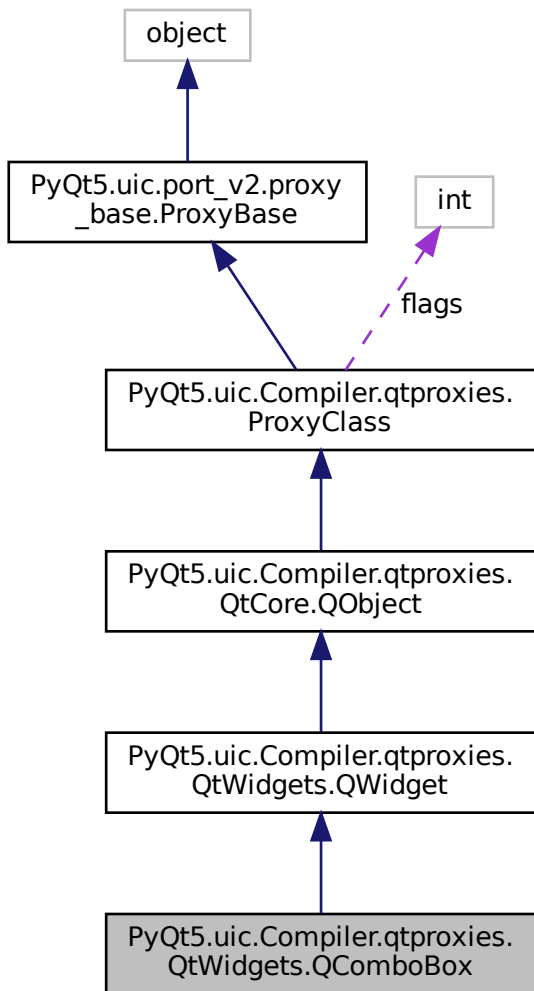 object
PyQt5.uic.port_v2.proxy
_base.ProxyBase
int
flags
PyQt5.uic.Compiler.qtproxies.
ProxyClass
PyQt5.uic.Compiler.qtproxies.
QtCore.QObject
PyQt5.uic.Compiler.qtproxies.
QtWidgets.QWidget
PyQt5.uic.Compiler.qtproxies.
QtWidgets.QComboBox